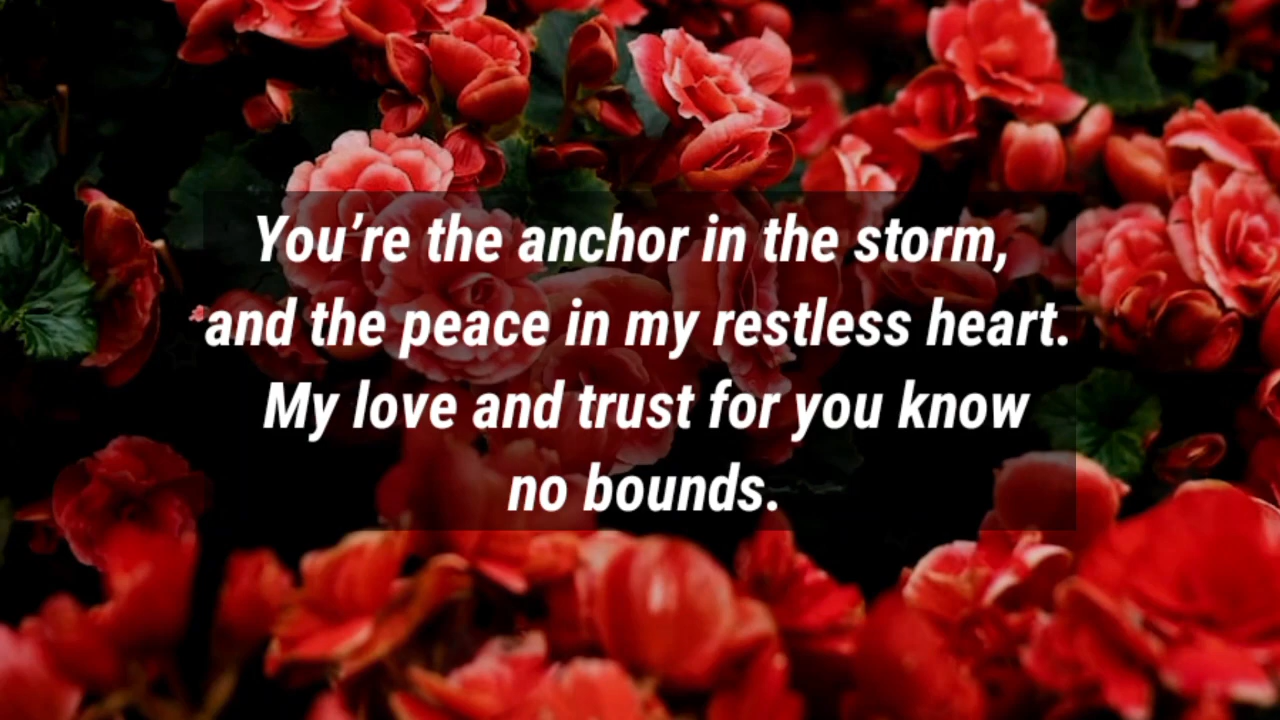 You’re the anchor in the storm,
and the peace in my restless heart.
My love and trust for you know
no bounds.